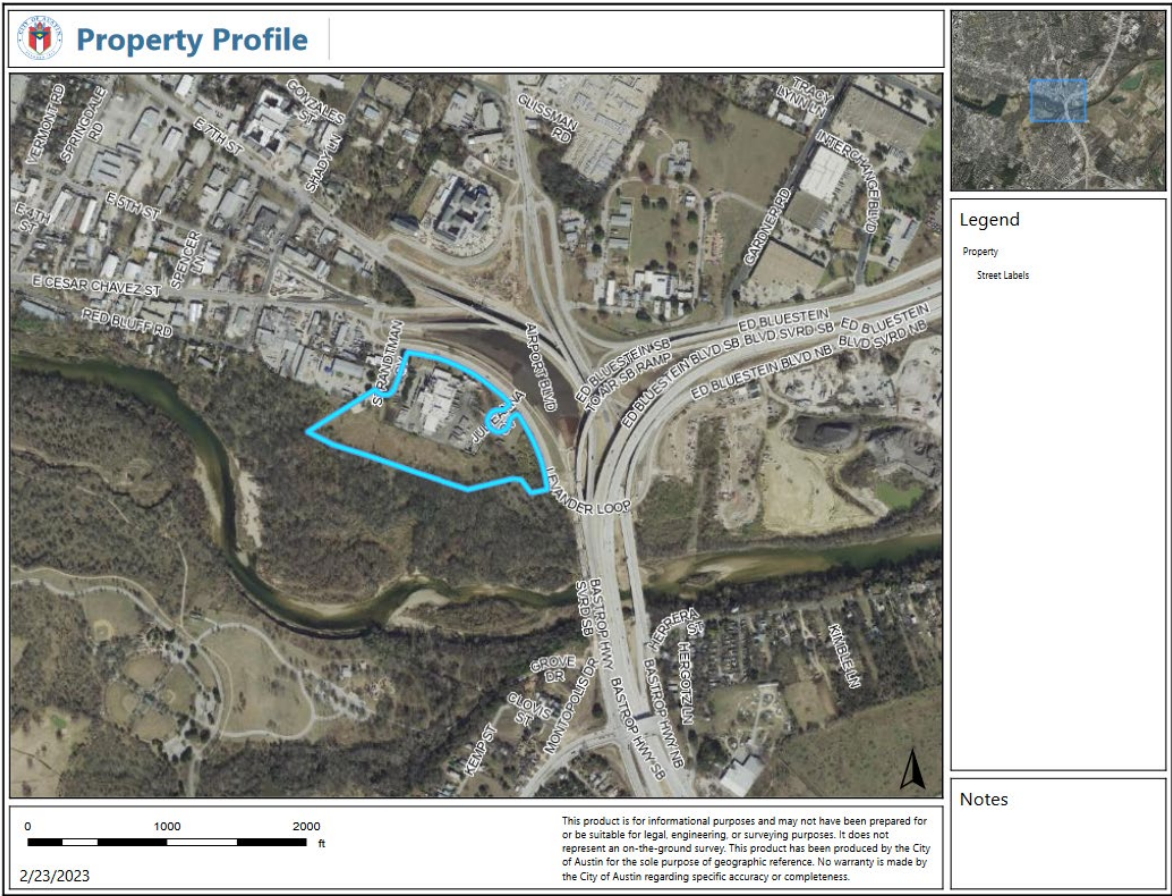 Property Profile
VERMONT RD
SPRINGDALE
RD
GONZALES
ST
E 7TH ST
SHADY LN
GLISSMAN
RD
TRACY
LYNN LN
INTERCHANGE BLVD
E 4TH
ST
E 5TH ST
SPENCER
LN
GARDNER RD
E CESAR CHAVEZ ST
RED BLUFF RD
AIRPORT BLVD
ED BLUESTEIN SB
TO AIR SB RAMP
ED BLUESTEIN
BLVD SVRD SB
ED BLUESTEIN BLVD SB
ED BLUESTEIN
BLVD SVRD NB
ED BLUESTEIN BLVD NB
LEVANDER LOOP
BASTROP HWY
SVRD SB
HERRERA
ST
HERGOTZ LN
KIMBLE LN
GROVE
DR
CLOVIS
ST
KEMP ST
MONTOPOLIS DR
BASTROP HWY SB
BASTROP HWY NB
Legend
Property
Street Labels
Notes
0 1000 2000
ft
2/23/2023
This product is for informational purposes and may not have been prepared for
or be suitable for legal, engineering, or surveying purposes. It does not
represent an on-the-ground survey. This product has been produced by the City
of Austin for the sole purpose of geographic reference. No warranty is made by
the City of Austin regarding specific accuracy or completeness.